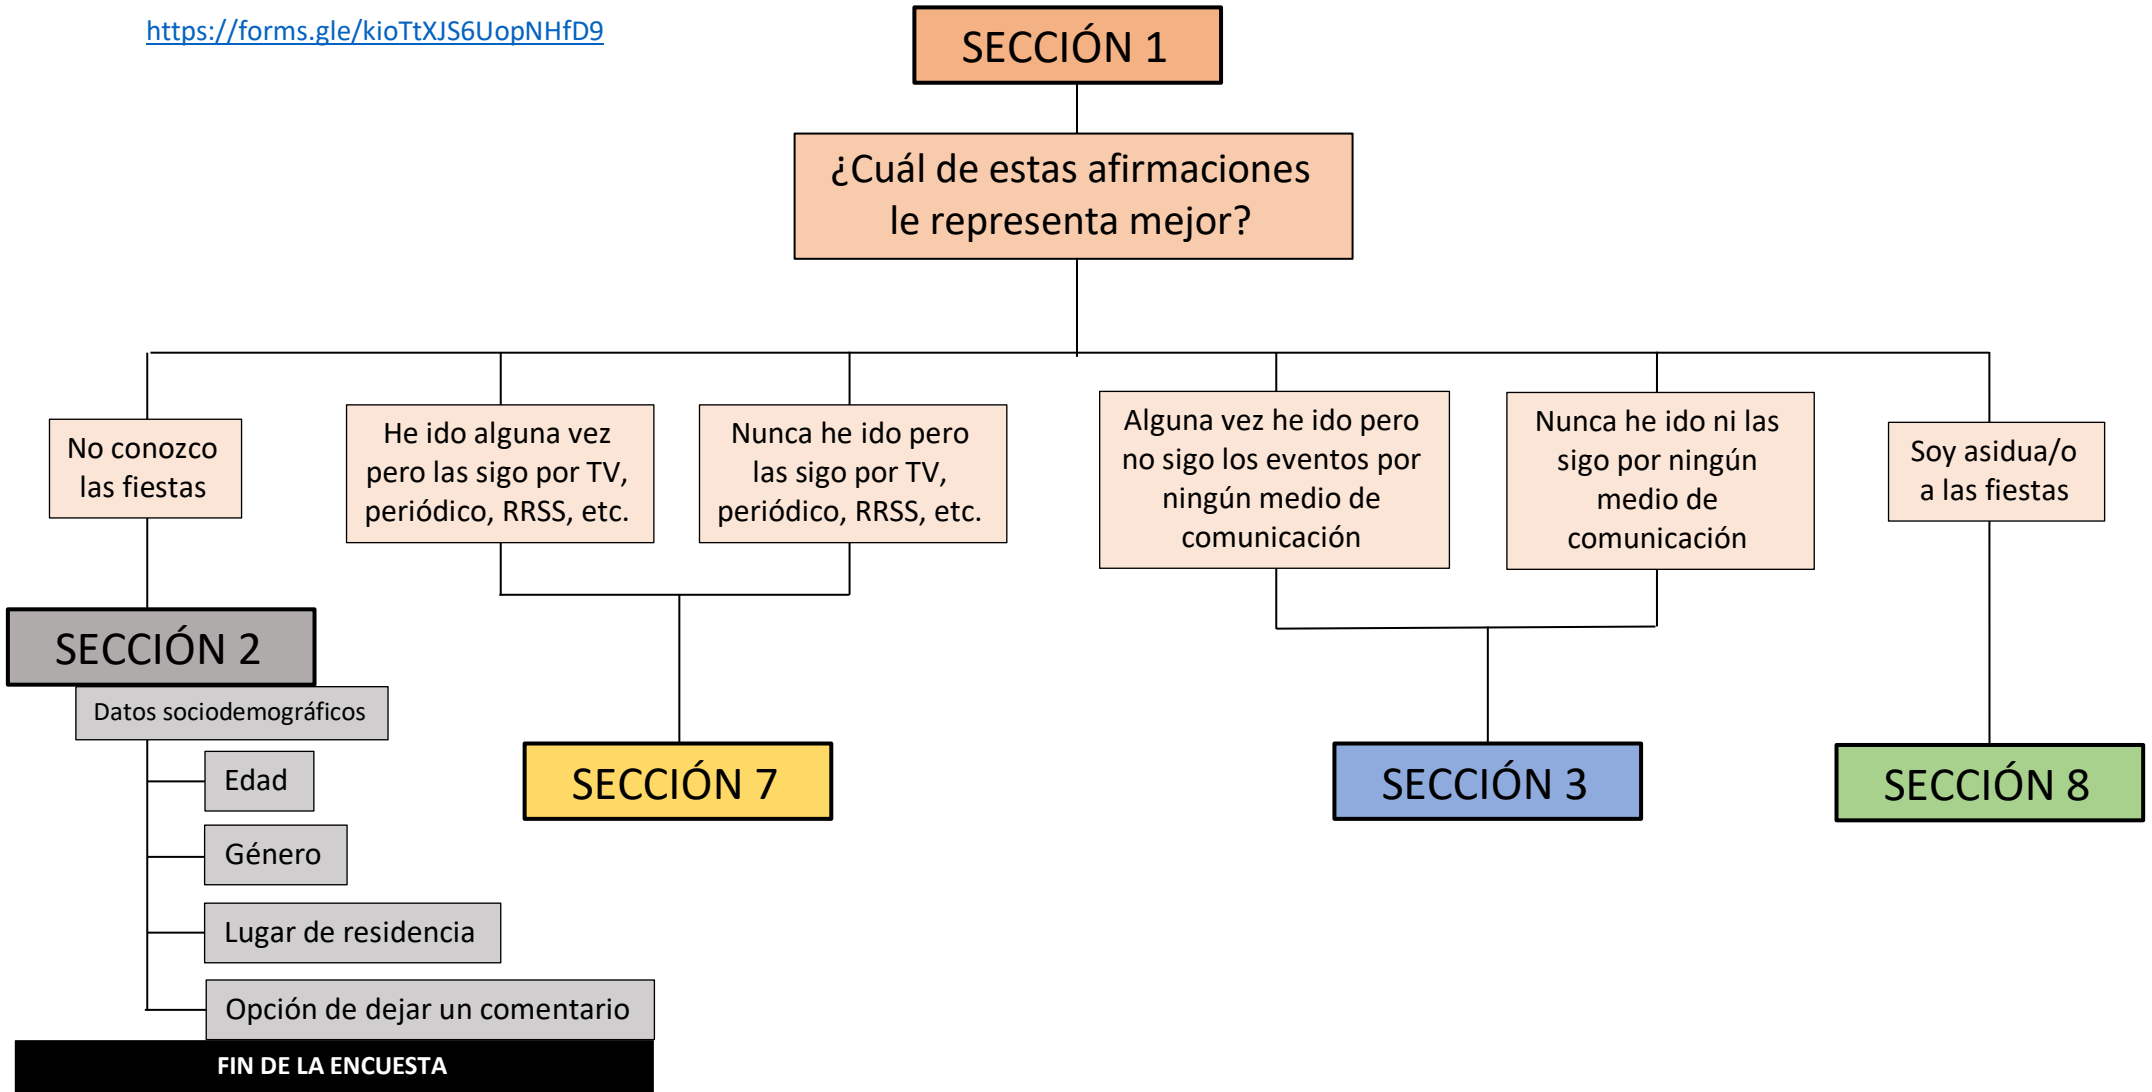 https://forms.gle/kioTtXJS6UopNHfD9
SECCIÓN 1
¿Cuál de estas afirmaciones
le representa mejor?
No conozco
las fiestas
He ido alguna vez
pero las sigo por TV,
periódico, RRSS, etc.
Nunca he ido pero
las sigo por TV,
periódico, RRSS, etc.
Alguna vez he ido pero
no sigo los eventos por
ningún medio de
comunicación
Nunca he ido ni las
sigo por ningún
medio de
comunicación
Soy asidua/o
a las fiestas
SECCIÓN 2
Datos sociodemográficos
Edad
Género
Lugar de residencia
Opción de dejar un comentario
FIN DE LA ENCUESTA
SECCIÓN 7
SECCIÓN 3
SECCIÓN 8